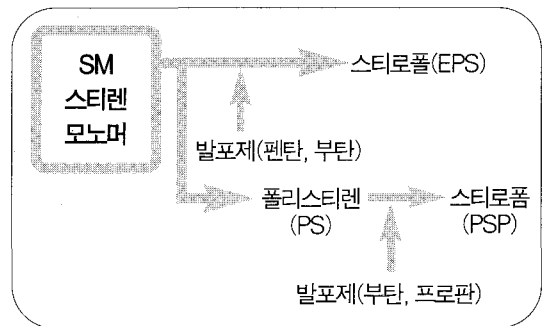 SM
스티렌
모노머
스티로폴(EPS)
발포제(펜탄, 부탄)
폴리스티렌
(PS)
스티로폼
(PSP)
발포제(부탄, 프로판)